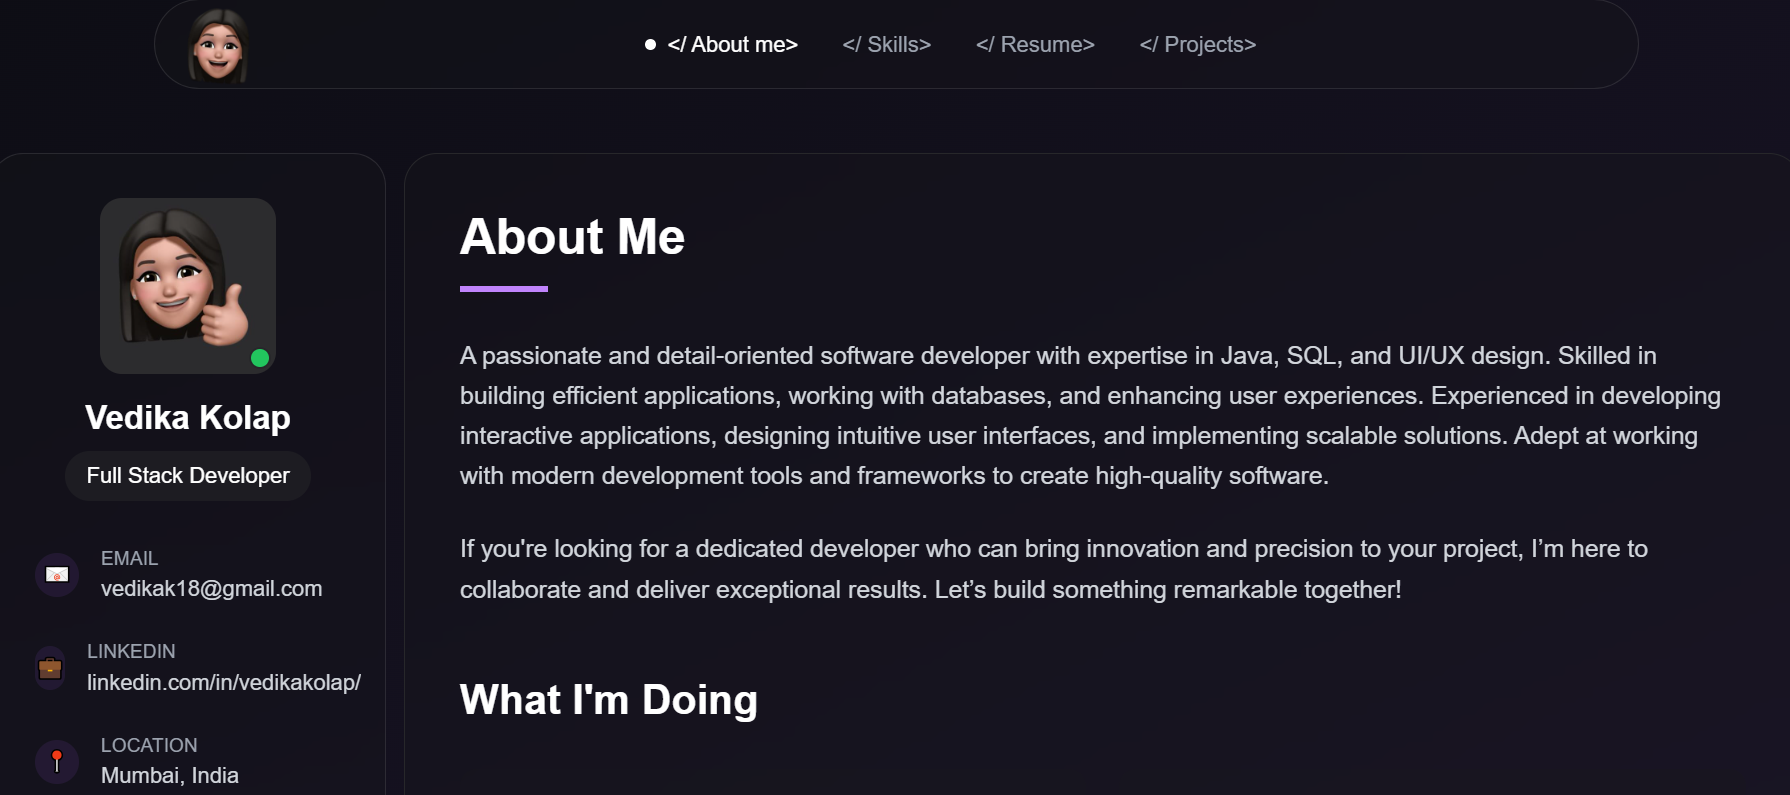 </ About me>
</ Skills>
</ Resume>
</ Projects>
Vedika Kolap
Full Stack Developer
EMAIL
vedikak18@gmail.com
LINKEDIN
linkedin.com/in/vedikakolap/
LOCATION
Mumbai, India
About Me
A passionate and detail-oriented software developer with expertise in Java, SQL, and UI/UX design. Skilled in
building efficient applications, working with databases, and enhancing user experiences. Experienced in developing
interactive applications, designing intuitive user interfaces, and implementing scalable solutions. Adept at working
with modern development tools and frameworks to create high-quality software.
If you're looking for a dedicated developer who can bring innovation and precision to your project, I’m here to
collaborate and deliver exceptional results. Let’s build something remarkable together!
What I'm Doing